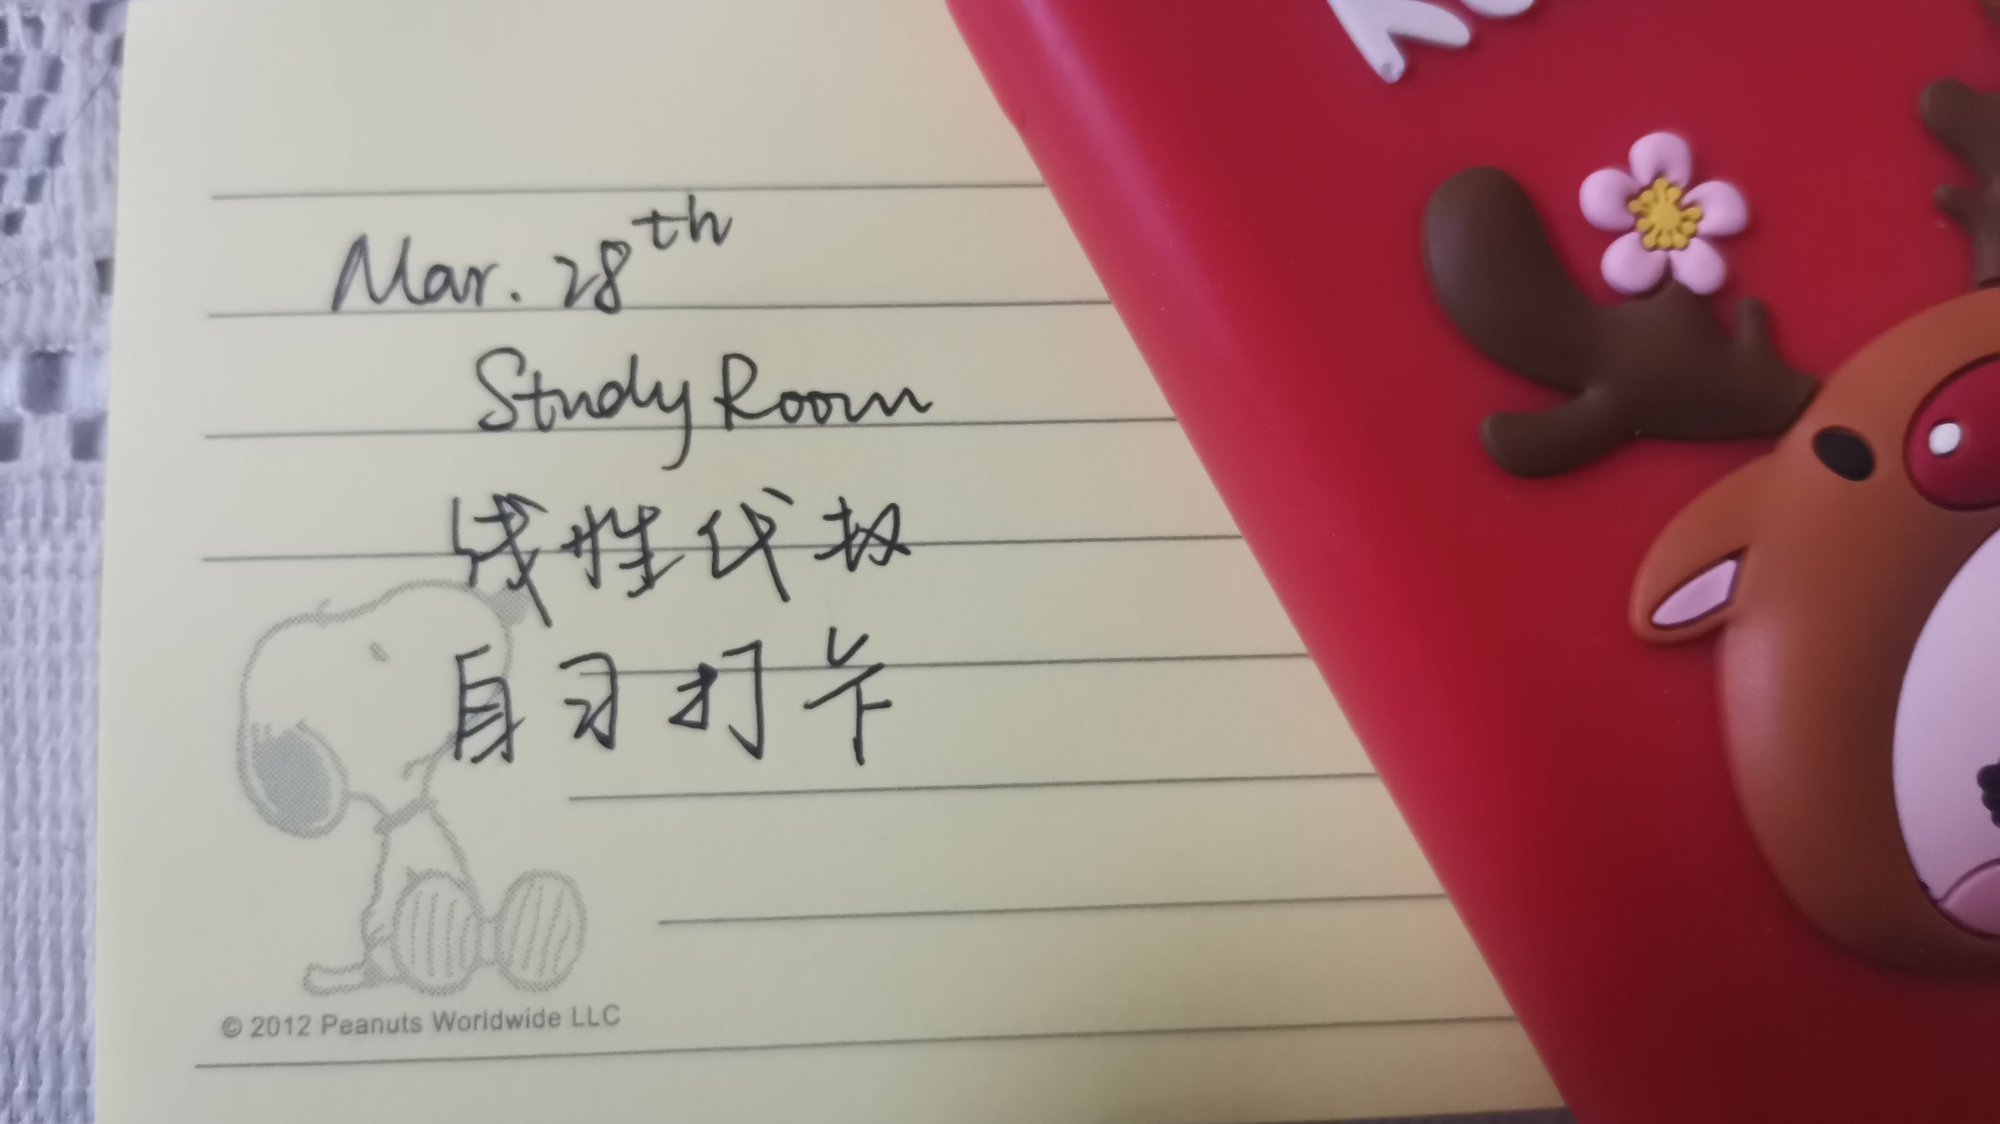 Mar. 28th
Study Room
线性代数
自习打卡
© 2012 Peanuts Worldwide LLC